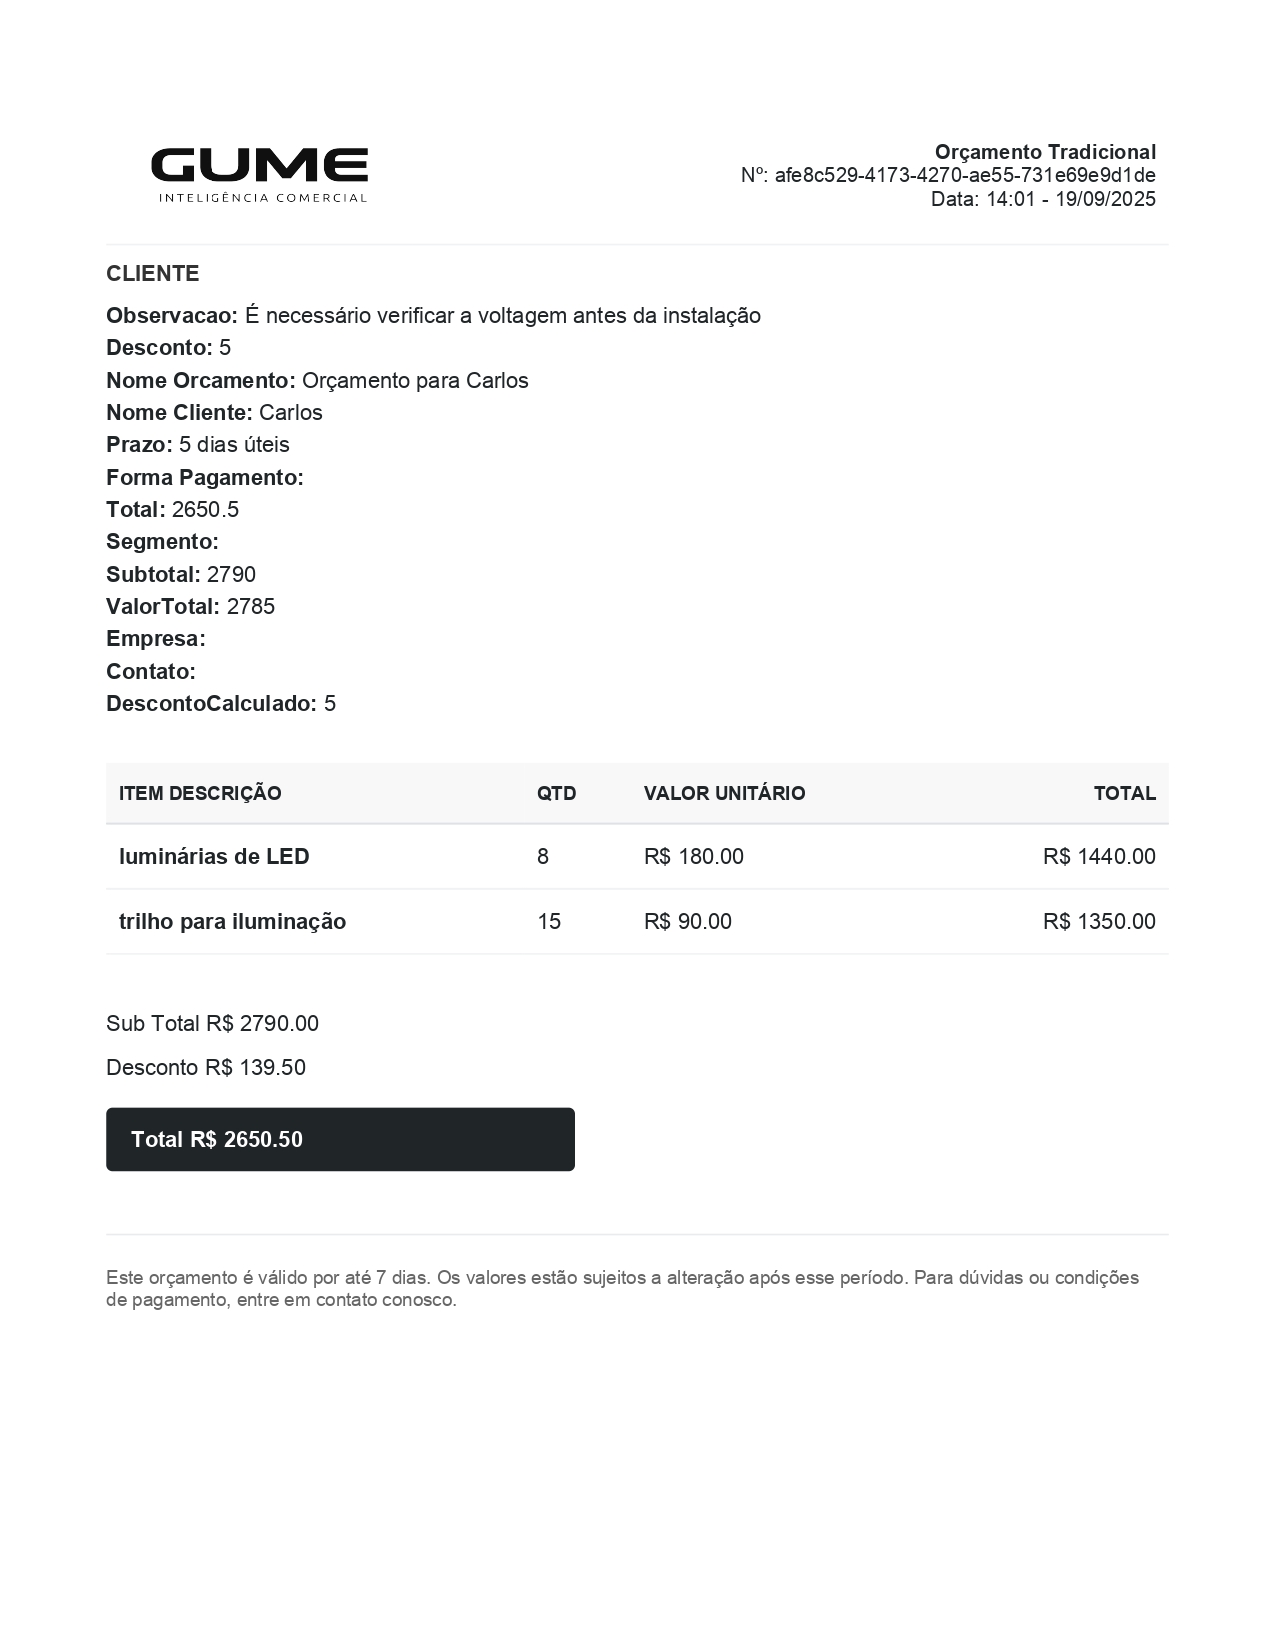 GUME
INTELIGÊNCIA COMERCIAL
Orçamento Tradicional
Nº: afe8c529-4173-4270-ae55-731e69e9d1de
Data: 14:01 - 19/09/2025
CLIENTE
Observacao: É necessário verificar a voltagem antes da instalação
Desconto: 5
Nome Orcamento: Orçamento para Carlos
Nome Cliente: Carlos
Prazo: 5 dias úteis
Forma Pagamento:
Total: 2650.5
Segmento:
Subtotal: 2790
ValorTotal: 2785
Empresa:
Contato:
DescontoCalculado: 5
ITEM DESCRIÇÃO QTD VALOR UNITÁRIO TOTAL
luminárias de LED 8 R$ 180.00 R$ 1440.00
trilho para iluminação 15 R$ 90.00 R$ 1350.00
Sub Total R$ 2790.00
Desconto R$ 139.50
Total R$ 2650.50
Este orçamento é válido por até 7 dias. Os valores estão sujeitos a alteração após esse período. Para dúvidas ou condições
de pagamento, entre em contato conosco.